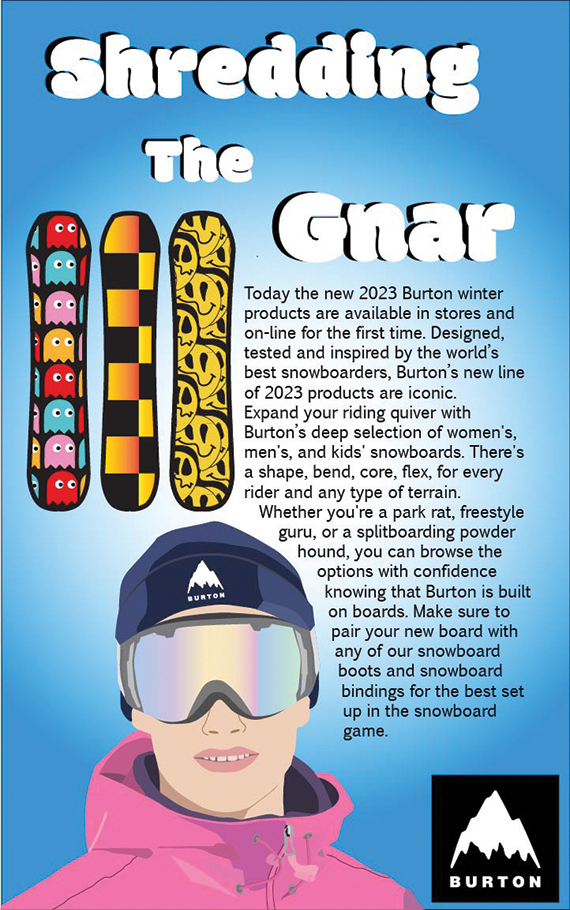 Shredding
The
Gnar
Today the new 2023 Burton winter
products are available in stores and
on-line for the first time. Designed,
tested and inspired by the world's
best snowboarders, Burton's new line
of 2023 products are iconic.
Expand your riding quiver with
Burton's deep selection of women's,
men's, and kids' snowboards. There's
a shape, bend, core, flex, for every
rider and any type of terrain.
Whether you're a park rat, freestyle
guru, or a splitboarding powder
hound, you can browse the
options with confidence
knowing that Burton is built
on boards. Make sure to
pair your new board with
any of our snowboard
boots and snowboard
bindings for the best set
up in the snowboard
game.
BURTON
BURTON